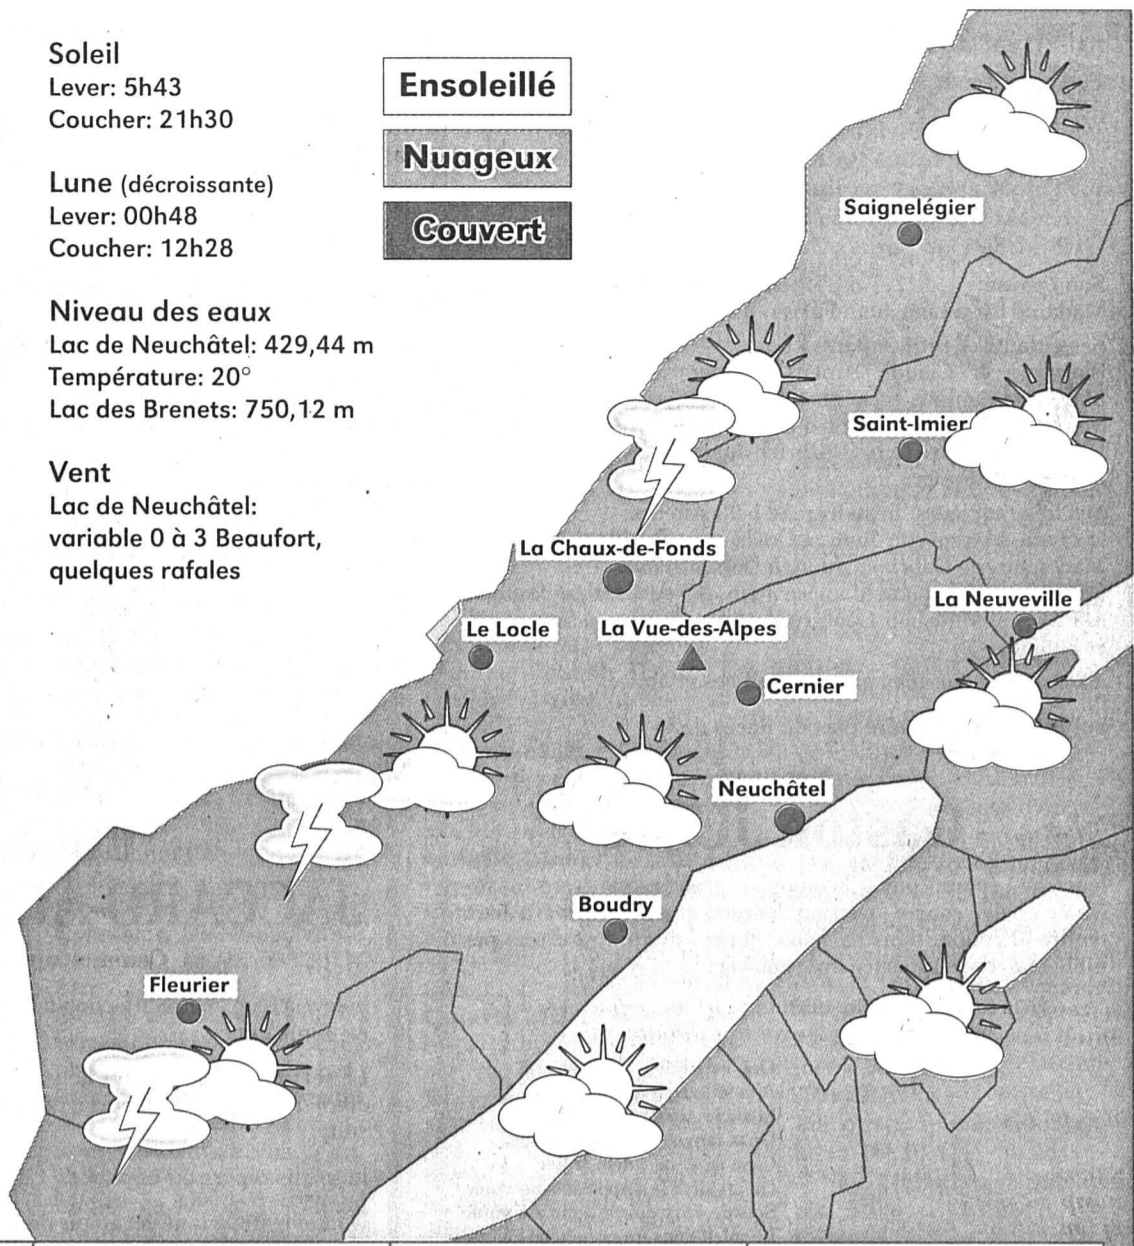 Soleil
Lever: 5h43
Coucher: 21h30
Lune (décroissante)
Lever: 00h48
Coucher: 12h28
Niveau des eaux
Lac de Neuchâtel: 429,44 m
Température: 20°
Lac des Brenets: 750,12 m
Vent
Lac de Neuchâtel:
variable 0 à 3 Beaufort,
quelques rafales
Ensoleillé
Nuageux
Couvert
Saignelégier
Saint-Imier
La Chaux-de-Fonds
La Neuveville
Le Locle
La Vue-des-Alpes
Cernier
Neuchâtel
Boudry
Fleurier